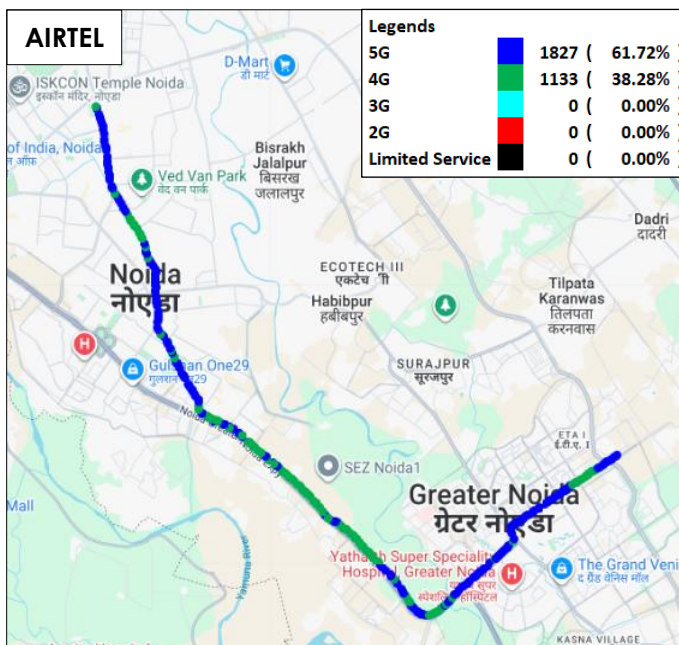 AIRTEL
Legends
5G 1827 ( 61.72% )
4G 1133 ( 38.28% )
3G 0 ( 0.00% )
2G 0 ( 0.00% )
Limited Service 0 ( 0.00% )
D-Mart
डी मार्ट
ISKCON Temple Noida
इस्कॉन मंदिर, नोएडा
of India, Noida
Bisrakh
Jalalpur
बिसरख
जलालपुर
Ved Van Park
वेद वन पार्क
Dadri
दादरी
Noida
नोएडा
ECOTECH III
Habibpur
हबीबपुर
Tilpata
Karanwas
तिलपता
करनवास
H
Gulshan One29
गुलशन वन29
SURAJPUR
सूरजपुर
ETA I
ई.टी.ए. I
SEZ Noida1
Mall
Yamuna River
Greater Noida
ग्रेटर नोएडा
Yatharth Super Speciality
Hospital, Greater Noida
H
The Grand Veni
द ग्रैंड वेनिस मॉल
KASNA VILLAGE